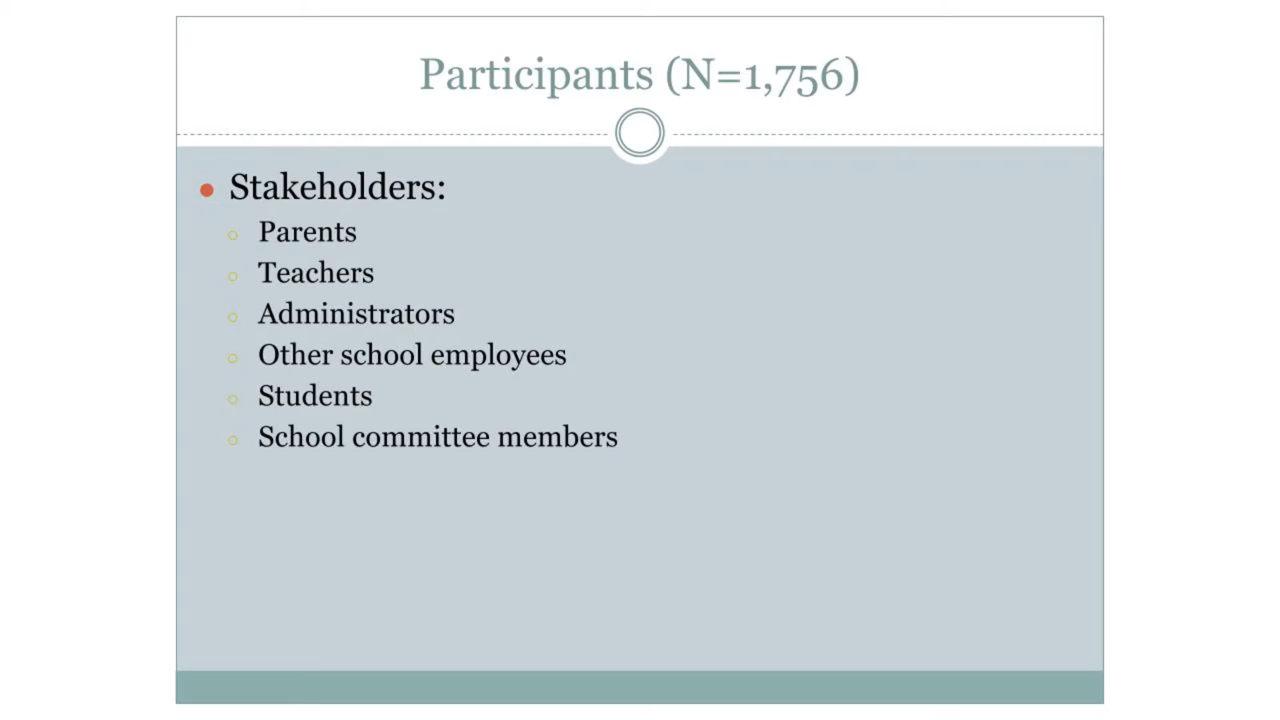 Participants (N=1,756)
Stakeholders:
Parents
Teachers
Administrators
Other school employees
Students
School committee members